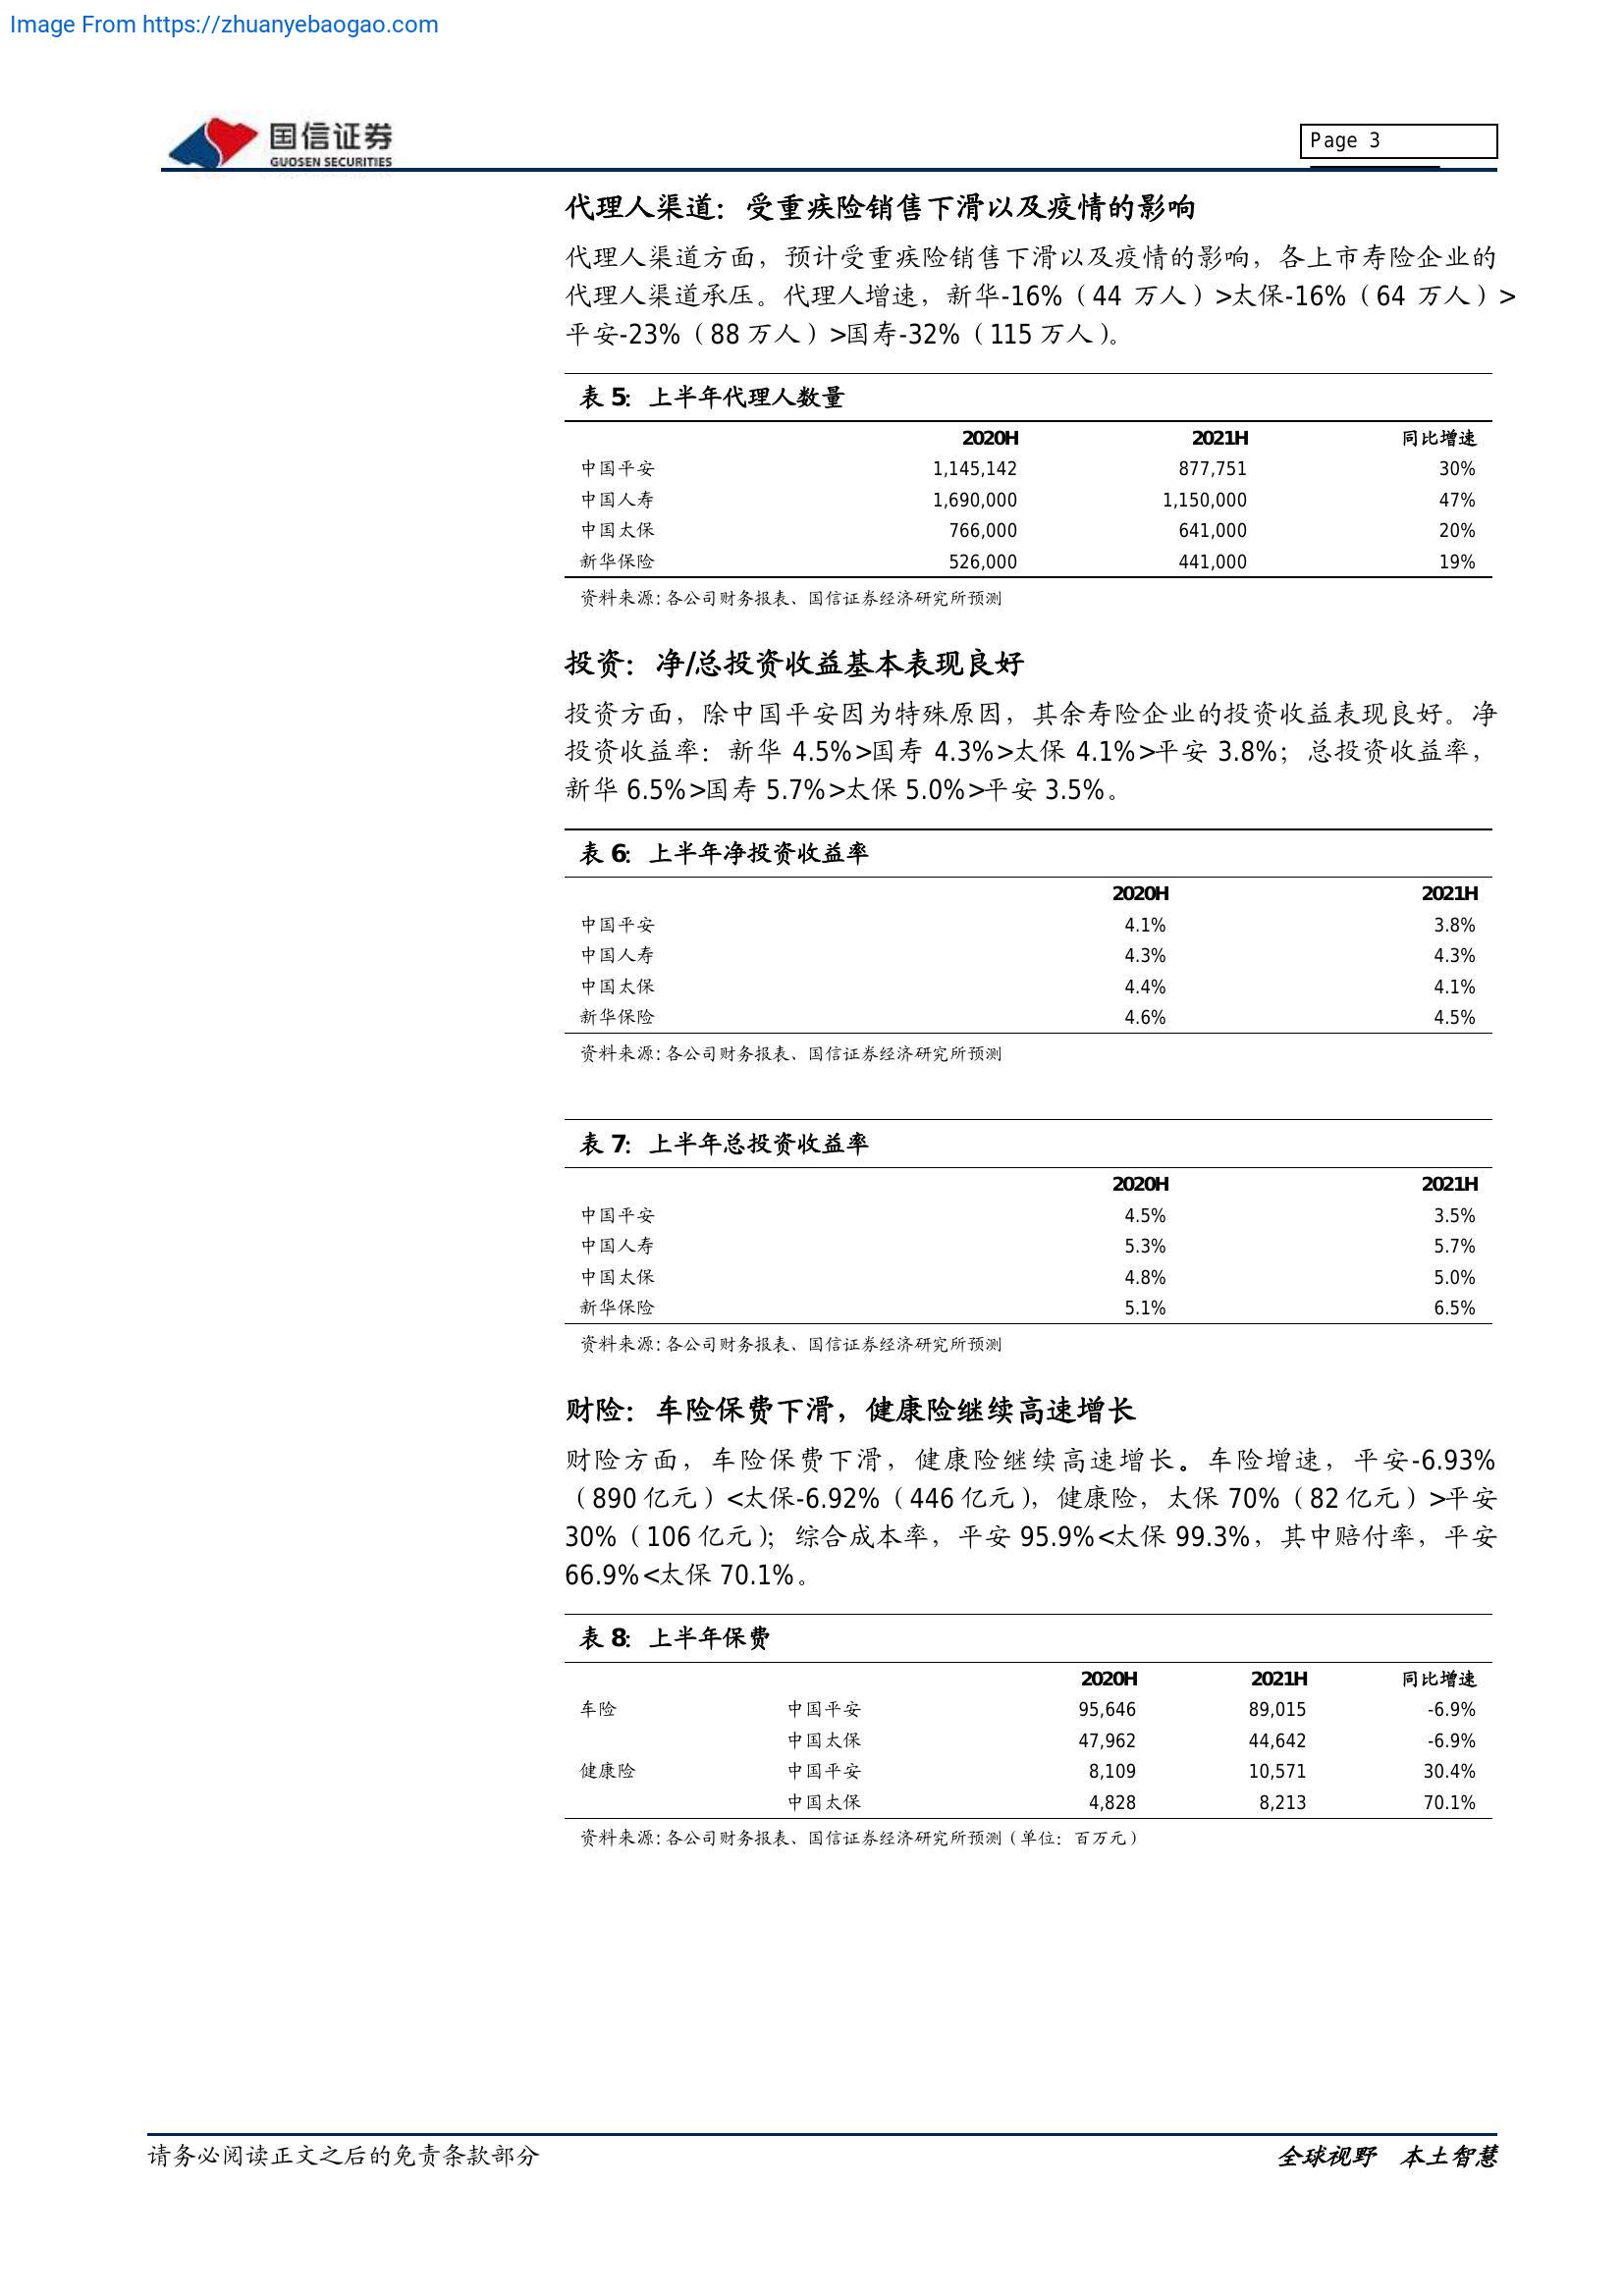 Image From https://zhuanyebaogao.com
国信证券
GUOSEN SECURITIES
Page 3
代理人渠道：受重疾险销售下滑以及疫情的影响
代理人渠道方面，预计受重疾险销售下滑以及疫情的影响，各上市寿险企业的
代理人渠道承压。代理人增速，新华-16%（44 万人）>太保-16%（64 万人）>
平安-23%（88 万人）>国寿-32%（115 万人）。
表 5：上半年代理人数量
2020H 2021H 同比增速
中国平安 1,145,142 877,751 30%
中国人寿 1,690,000 1,150,000 47%
中国太保 766,000 641,000 20%
新华保险 526,000 441,000 19%
资料来源：各公司财务报表、国信证券经济研究所预测
投资：净/总投资收益基本表现良好
投资方面，除中国平安因为特殊原因，其余寿险企业的投资收益表现良好。净
投资收益率：新华 4.5%>国寿 4.3%>太保 4.1%>平安 3.8%；总投资收益率，
新华 6.5%>国寿 5.7%>太保 5.0%>平安 3.5%。
表 6：上半年净投资收益率
2020H 2021H
中国平安 4.1% 3.8%
中国人寿 4.3% 4.3%
中国太保 4.4% 4.1%
新华保险 4.6% 4.5%
资料来源：各公司财务报表、国信证券经济研究所预测
表 7：上半年总投资收益率
2020H 2021H
中国平安 4.5% 3.5%
中国人寿 5.3% 5.7%
中国太保 4.8% 5.0%
新华保险 5.1% 6.5%
资料来源：各公司财务报表、国信证券经济研究所预测
财险：车险保费下滑，健康险继续高速增长
财险方面，车险保费下滑，健康险继续高速增长。车险增速，平安-6.93%
（890 亿元）<太保-6.92%（446 亿元），健康险，太保 70%（82 亿元）>平安
30%（106 亿元）；综合成本率，平安 95.9%<太保 99.3%，其中赔付率，平安
66.9%<太保 70.1%。
表 8：上半年保费
2020H 2021H 同比增速
车险 中国平安 95,646 89,015 -6.9%
中国太保 47,962 44,642 -6.9%
健康险 中国平安 8,109 10,571 30.4%
中国太保 4,828 8,213 70.1%
资料来源：各公司财务报表、国信证券经济研究所预测（单位：百万元）
请务必阅读正文之后的免责条款部分
全球视野 本土智慧